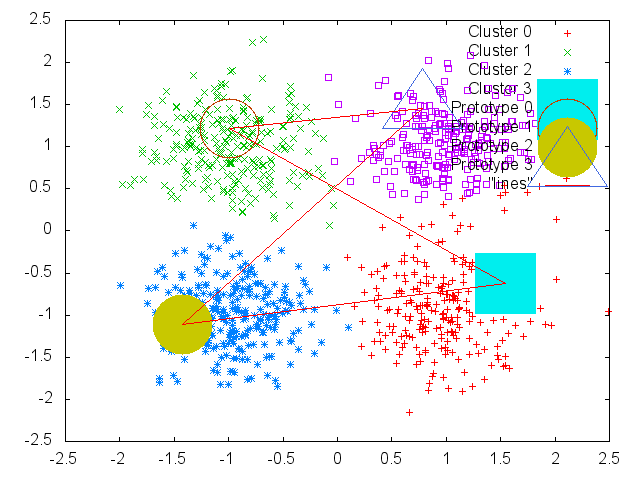 2.5
2
1.5
1
0.5
0
-0.5
-1
-1.5
-2
-2.5
-2.5
-2
-1.5
-1
-0.5
0
0.5
1
1.5
2
2.5
Cluster 0
Cluster 1
Cluster 2
Cluster 3
Prototype 0
Prototype 1
Prototype 2
Prototype 3
"lines"